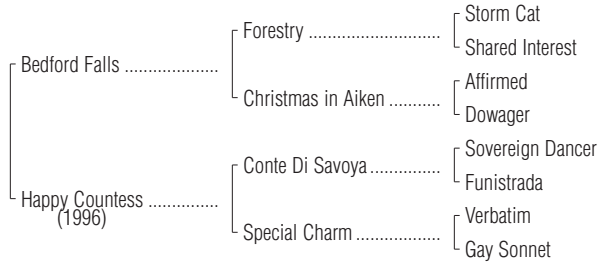 Storm Cat
Forestry ............................
Shared Interest
Bedford Falls ....................
Affirmed
Christmas in Aiken ...........
Dowager
Sovereign Dancer
Conte Di Savoya...............
Funistrada
Happy Countess ...............
(1996)
Verbatim
Special Charm ..................
Gay Sonnet